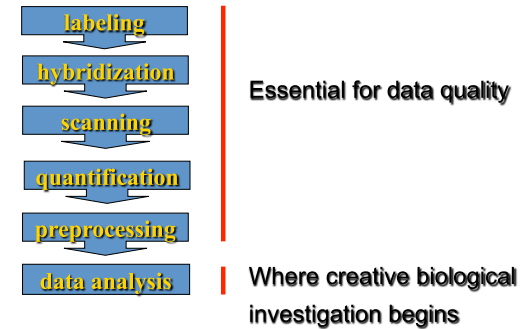 labeling
hybridization
Essential for data quality
scanning
quantification
preprocessing
data analysis
Where creative biological
investigation begins